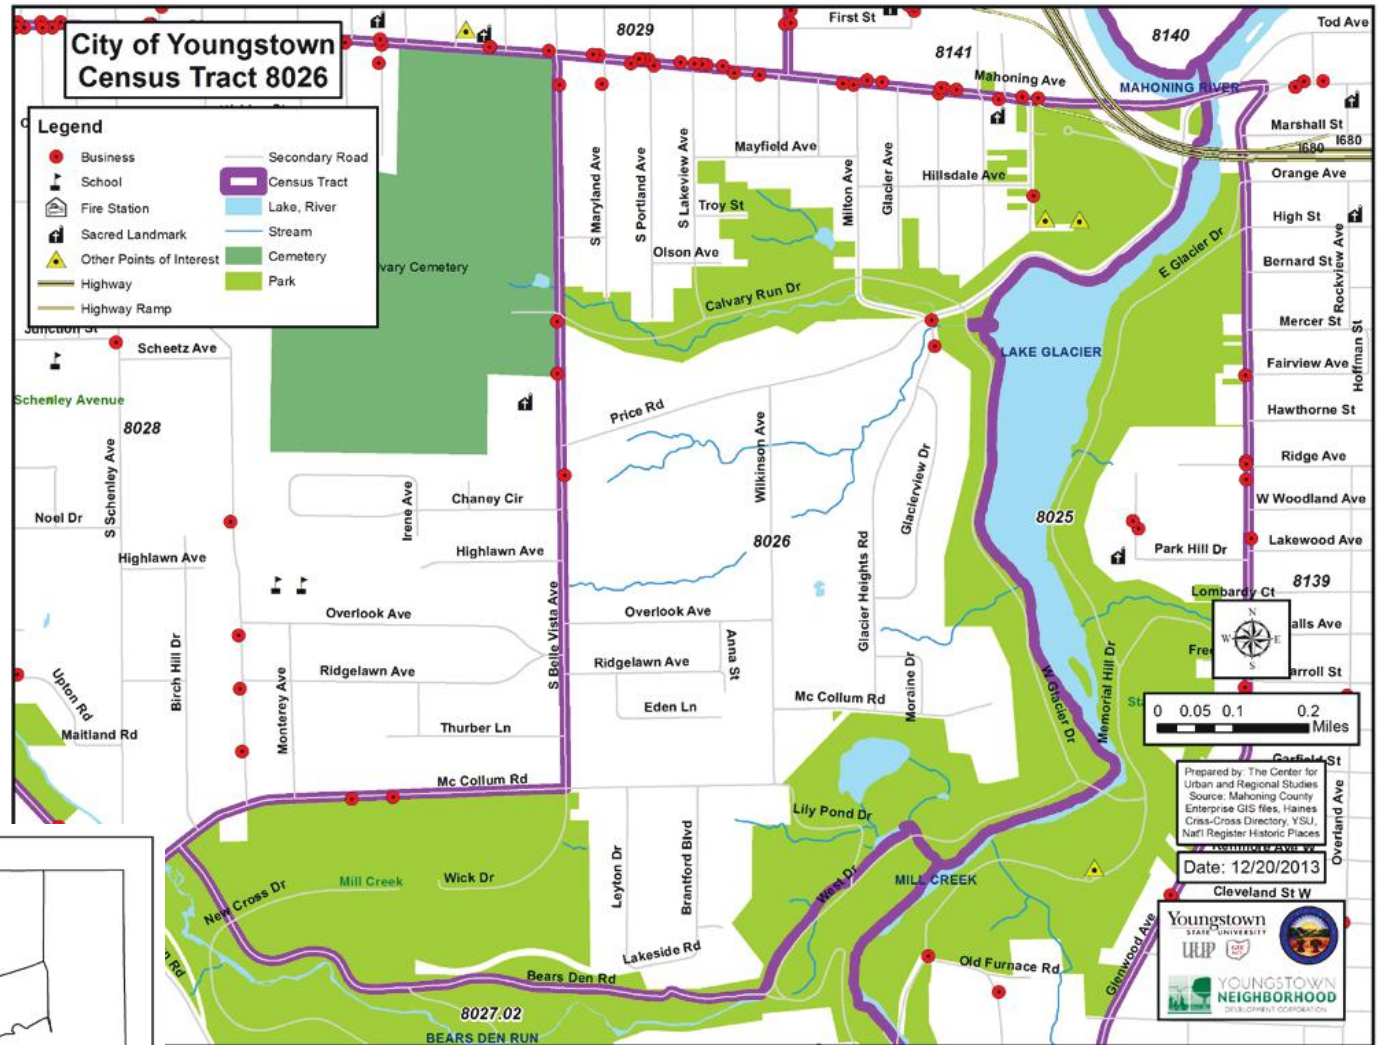 City of Youngstown
Census Tract 8026
Legend
Business
School
Fire Station
Sacred Landmark
Other Points of Interest
Highway
Highway Ramp
Secondary Road
Census Tract
Lake, River
Stream
Cemetery
Park
8029
First St
8141
8140
Tod Ave
Mahoning Ave
MAHONING RIVER
Marshall St
I680
I680
Orange Ave
Mayfield Ave
Hillsdale Ave
S Maryland Ave
S Portland Ave
S Lakeview Ave
Milton Ave
Glacier Ave
Troy St
High St
Rockview Ave
Olson Ave
E Glacier Dr
Bernard St
vary Cemetery
Calvary Run Dr
Mercer St
Junction St
Scheetz Ave
LAKE GLACIER
Fairview Ave
Hoffman St
Schenley Avenue
8028
Price Rd
Hawthorne St
S Schenley Ave
Wilkinson Ave
Glacierview Dr
Ridge Ave
Irene Ave
Chaney Cir
W Woodland Ave
Noel Dr
8025
Highlawn Ave
Highlawn Ave
8026
Glacier Heights Rd
Park Hill Dr
Lakewood Ave
8139
Lombardy Ct
Overlook Ave
S Belle Vista Ave
Overlook Ave
N
W
E
S
alls Ave
Birch Hill Dr
Ridgelawn Ave
Ridgelawn Ave
Anna St
Moraine Dr
W Glacier Dr
Memorial Hill Dr
Fre
arroll St
Upton Rd
Monterey Ave
Eden Ln
Mc Collum Rd
Sta
Maitland Rd
Thurber Ln
0 0.05 0.1 0.2
Miles
Garfield St
Mc Collum Rd
Prepared by: The Center for
Urban and Regional Studies
Source: Mahoning County
Enterprise GIS files, Haines
Criss-Cross Directory, YSU,
Nat'l Register Historic Places
Overland Ave
Lily Pond Dr
Kenmore Ave W
Leyton Dr
Brantford Blvd
Date: 12/20/2013
New Cross Dr
Mill Creek
Wick Dr
West Dr
MILL CREEK
Cleveland St W
Lakeside Rd
Glenwood Ave
Youngstown
STATE UNIVERSITY
Old Furnace Rd
n Rd
Bears Den Rd
YOUNGSTOWN
NEIGHBORHOOD
DEVELOPMENT CORPORATION
8027.02
BEARS DEN RUN